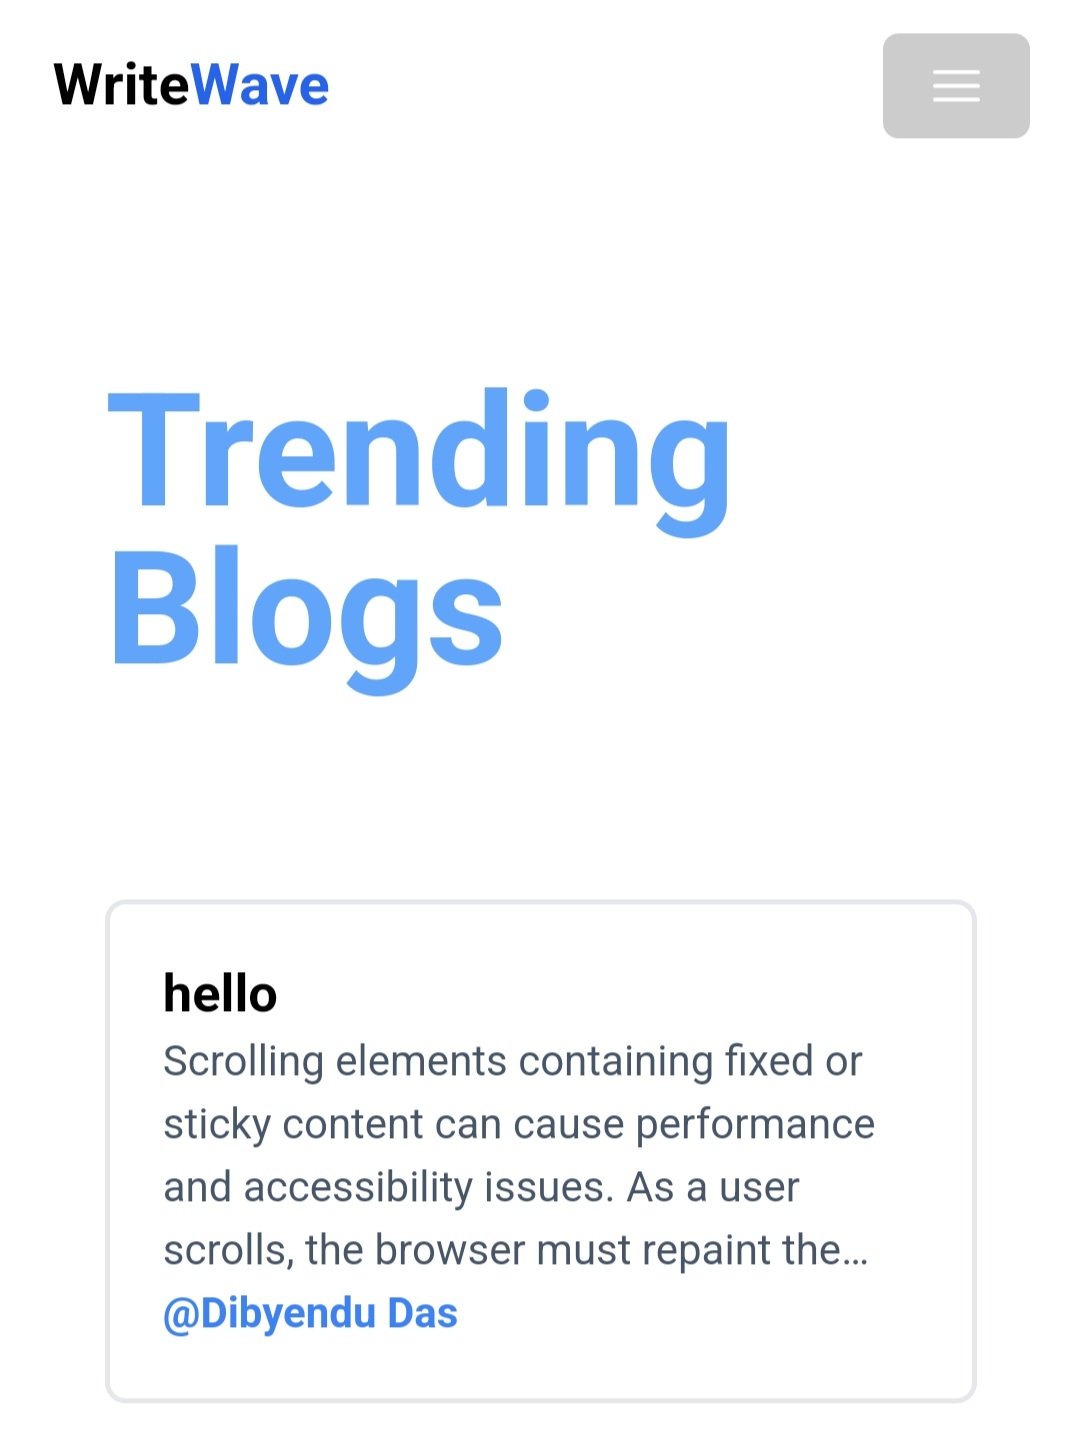 WriteWave
Trending
Blogs
hello
Scrolling elements containing fixed or
sticky content can cause performance
and accessibility issues. As a user
scrolls, the browser must repaint the…
@Dibyendu Das